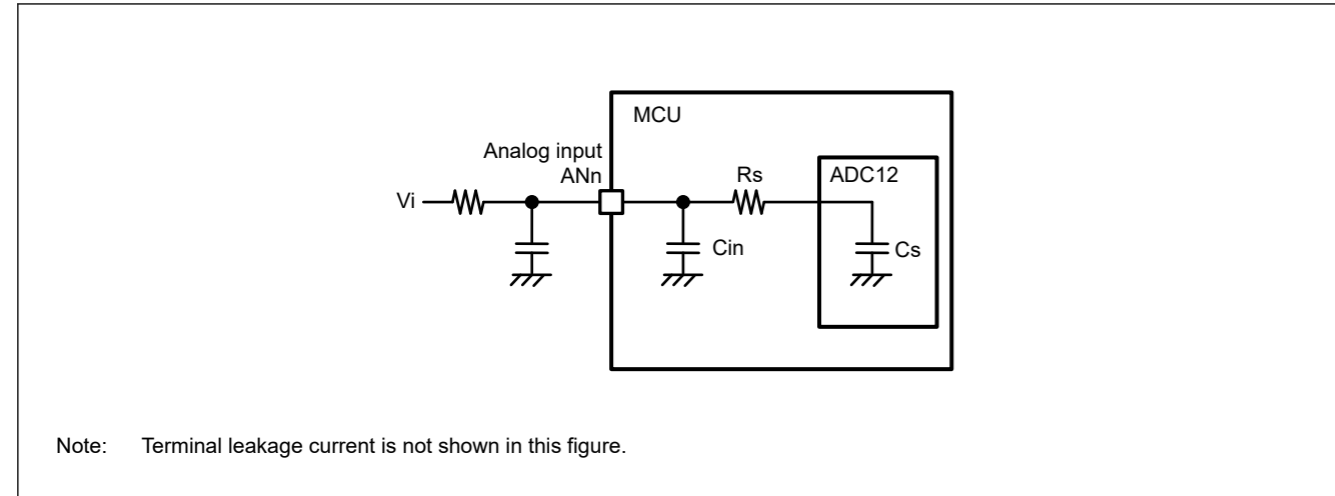 MCU
Analog input
ANn
Rs
ADC12
Vi
Cin
Cs
Note: Terminal leakage current is not shown in this figure.